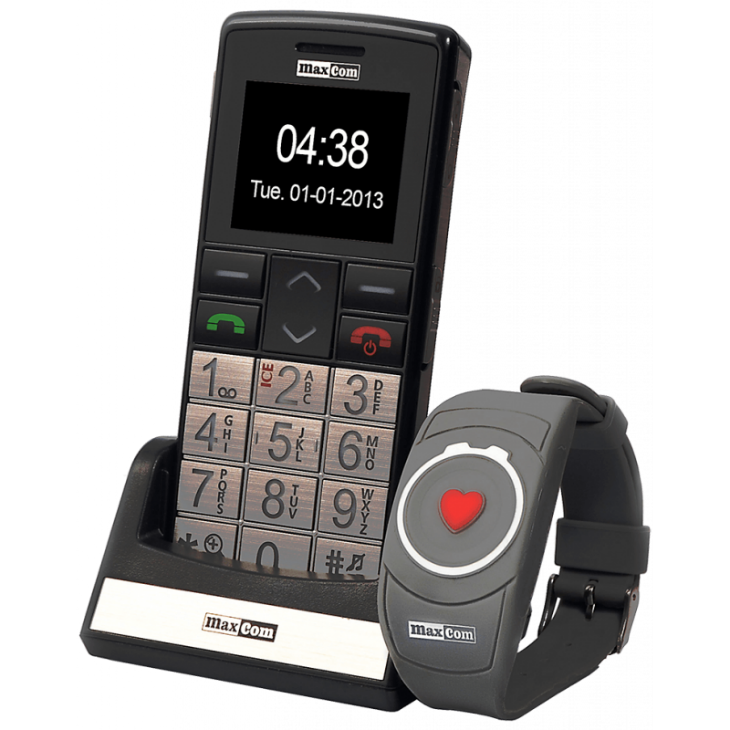 maxcom
04:38
Tue. 01-01-2013
1 ICE 2 ABC 3 DEF
4 GHI 5 JKL 6 MNO
7 PQRS 8 TUV 9 WXYZ
* 0 #
maxcom
maxcom